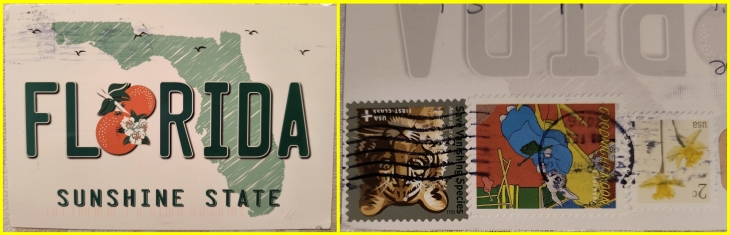 FLORIDA
SUNSHINE STATE
USA
FIRST-CLASS
Save Vanishing Species
USA
2c